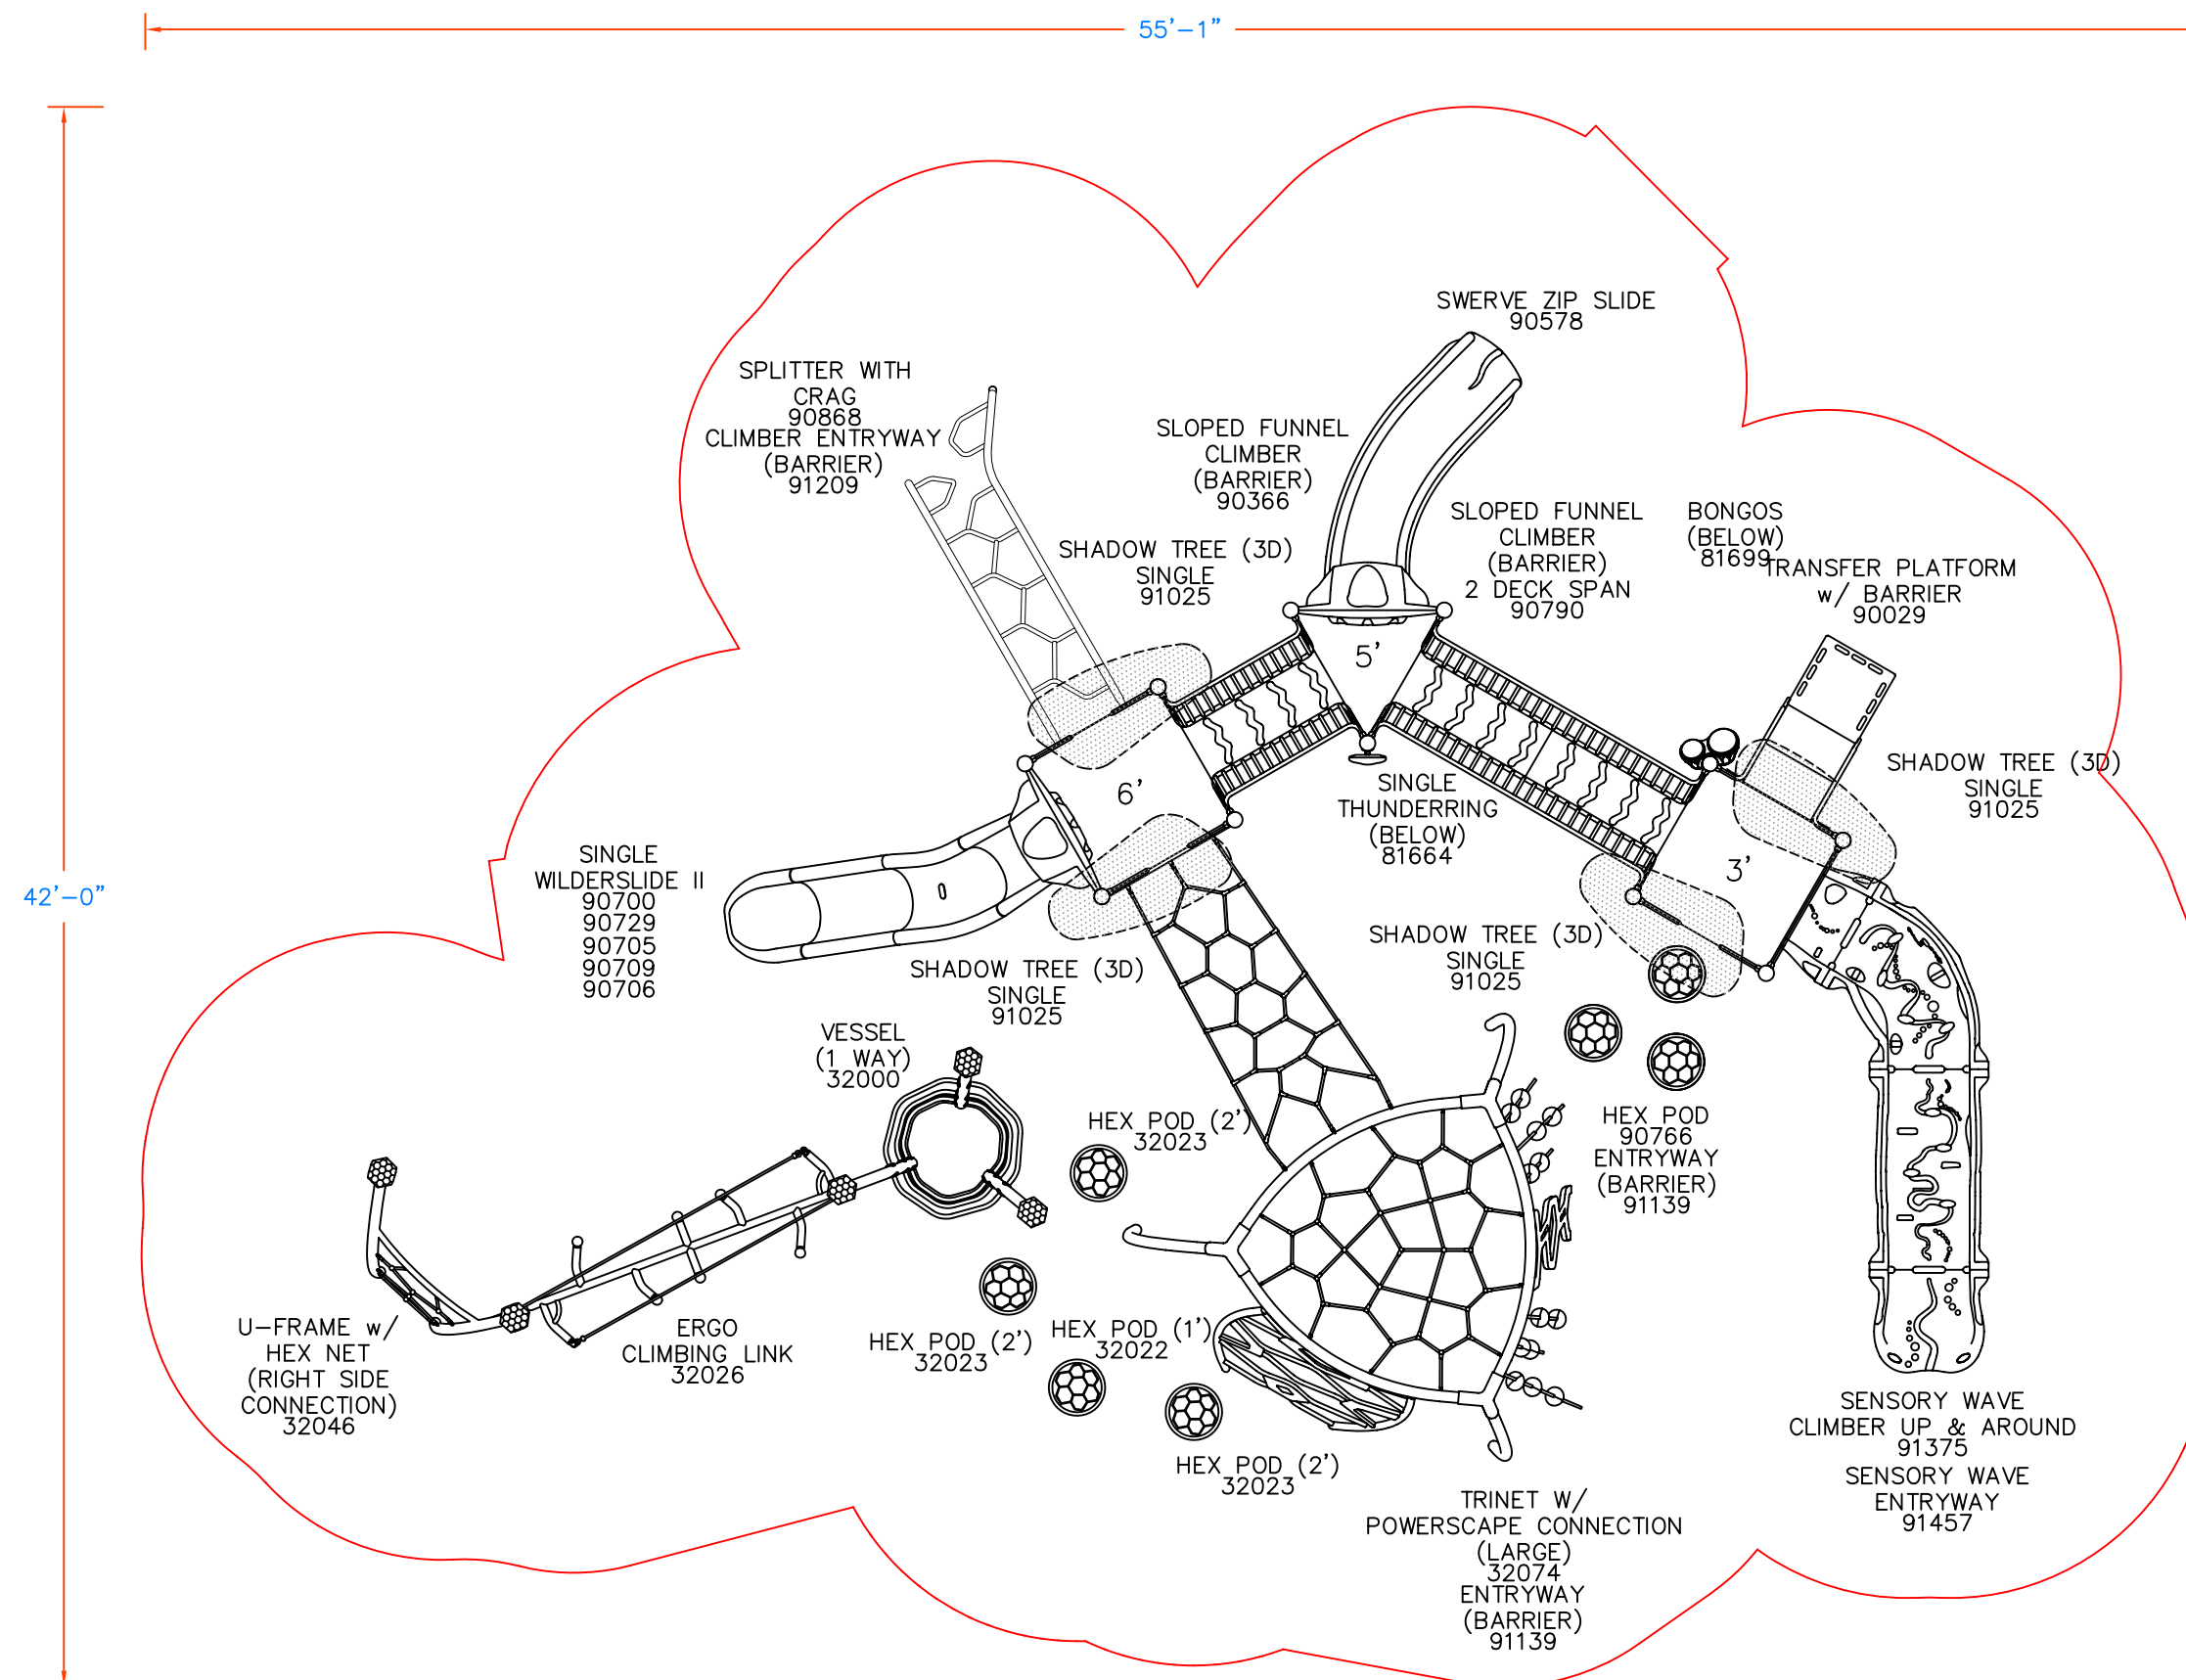 55'-1"
42'-0"
SWERVE ZIP SLIDE
90578
SPLITTER WITH
CRAG
90868
CLIMBER ENTRYWAY
(BARRIER)
91209
SLOPED FUNNEL
CLIMBER
(BARRIER)
90366
SHADOW TREE (3D)
SINGLE
91025
SLOPED FUNNEL
CLIMBER
(BARRIER)
2 DECK SPAN
90790
BONGOS
(BELOW)
81699
TRANSFER PLATFORM
w/ BARRIER
90029
5'
6'
3'
SINGLE
THUNDERRING
(BELOW)
81664
SHADOW TREE (3D)
SINGLE
91025
SINGLE
WILDERSLIDE II
90700
90729
90705
90709
90706
SHADOW TREE (3D)
SINGLE
91025
SHADOW TREE (3D)
SINGLE
91025
VESSEL
(1 WAY)
32000
HEX POD (2')
32023
HEX POD
90766
ENTRYWAY
(BARRIER)
91139
U-FRAME w/
HEX NET
(RIGHT SIDE
CONNECTION)
32046
ERGO
CLIMBING LINK
32026
HEX POD (2')
32023
HEX POD (1')
32022
HEX POD (2')
32023
SENSORY WAVE
CLIMBER UP & AROUND
91375
SENSORY WAVE
ENTRYWAY
91457
TRINET W/
POWERSCAPE CONNECTION
(LARGE)
32074
ENTRYWAY
(BARRIER)
91139